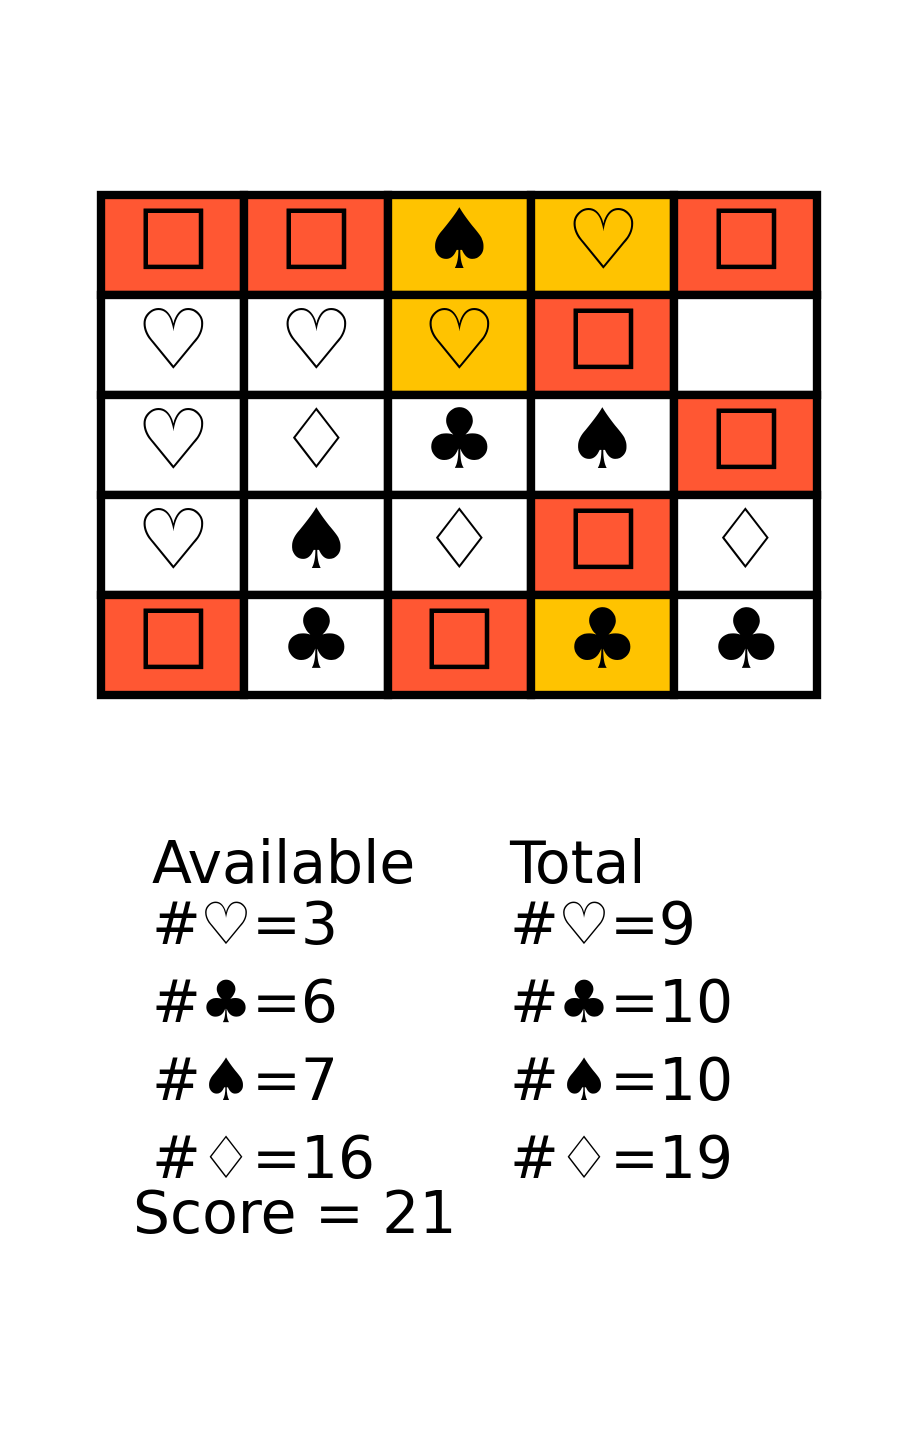 □ □ ♠ ♡ □
♡ ♡ ♡ □
♡ ♢ ♣ ♠ □
♡ ♠ ♢ □ ♢
□ ♣ □ ♣ ♣
Available Total
#♡=3 #♡=9
#♣=6 #♣=10
#♠=7 #♠=10
#♢=16 #♢=19
Score = 21